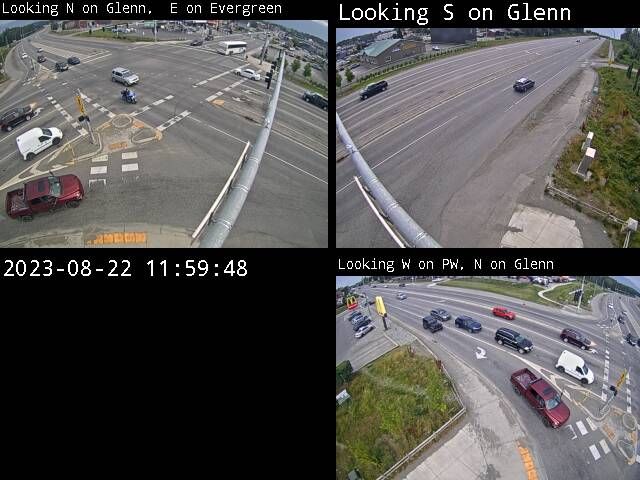 Looking N on Glenn,  E on Evergreen
Looking S on Glenn
2023-08-22 11:59:48
Looking W on PW, N on Glenn